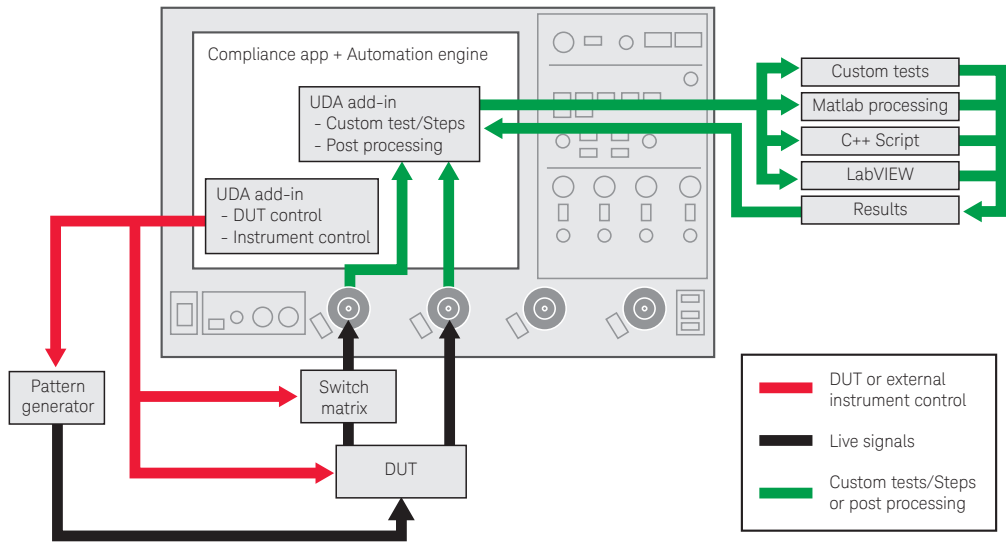 Compliance app + Automation engine
UDA add-in
- Custom test/Steps
- Post processing
UDA add-in
- DUT control
- Instrument control
Custom tests
Matlab processing
C++ Script
LabVIEW
Results
Pattern
generator
Switch
matrix
DUT
DUT or external
instrument control
Live signals
Custom tests/Steps
or post processing